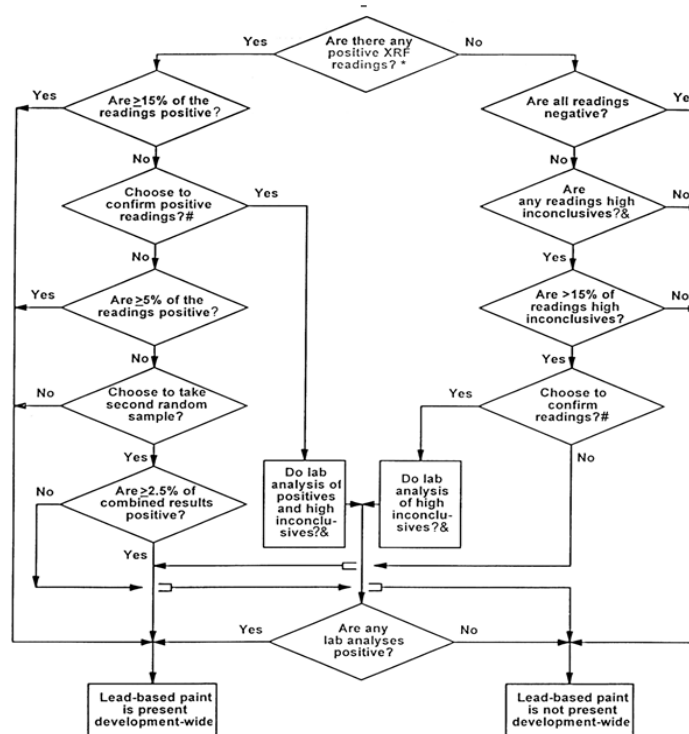 Are there any
positive XRF
readings? *
Yes
No
Are ≥15% of the
readings positive?
Yes
No
Are all readings
negative?
Ye
No
Choose to
confirm positive
readings?#
Yes
No
Are
any readings high
inconclusives?&
No
Yes
Are ≥5% of the
readings positive?
Yes
No
Are >15% of
readings high
inconclusives?
No
Yes
Choose to take
second random
sample?
No
Yes
Choose to
confirm
readings?#
Yes
No
Are ≥2.5% of
combined results
positive?
No
Yes
Do lab
analysis of
positives
and high
inconclu-
sives?&
Do lab
analysis
of high
inconclu-
sives?&
Are any
lab analyses
positive?
Yes
No
Lead-based paint
is present
development-wide
Lead-based paint
is not present
development-wide